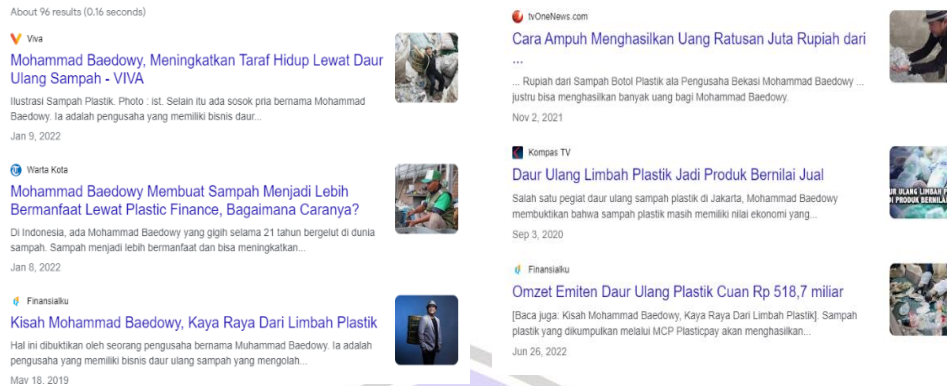 About 96 results (0.16 seconds)
Viva
Mohammad Baedowy, Meningkatkan Taraf Hidup Lewat Daur
Ulang Sampah - VIVA
Ilustrasi Sampah Plastik. Photo : ist. Selain itu ada sosok pria bernama Mohammad
Baedowy. Ia adalah pengusaha yang memiliki bisnis daur...
Jan 9, 2022
Warta Kota
Mohammad Baedowy Membuat Sampah Menjadi Lebih
Bermanfaat Lewat Plastic Finance, Bagaimana Caranya?
Di Indonesia, ada Mohammad Baedowy yang gigih selama 21 tahun bergelut di dunia
sampah. Sampah menjadi lebih bermanfaat dan bisa meningkatkan...
Jan 8, 2022
Finansialku
Kisah Mohammad Baedowy, Kaya Raya Dari Limbah Plastik
Hal ini dibuktikan oleh seorang pengusaha bernama Muhammad Baedowy. Ia adalah
pengusaha yang memiliki bisnis daur ulang sampah yang mengolah...
May 18, 2019
tvOneNews.com
Cara Ampuh Menghasilkan Uang Ratusan Juta Rupiah dari
...
... Rupiah dari Sampah Botol Plastik ala Pengusaha Bekasi Mohammad Baedowy ...
justru bisa menghasilkan banyak uang bagi Mohammad Baedowy.
Nov 2, 2021
Kompas TV
Daur Ulang Limbah Plastik Jadi Produk Bernilai Jual
Salah satu pegiat daur ulang sampah plastik di Jakarta, Mohammad Baedowy
membuktikan bahwa sampah plastik masih memiliki nilai ekonomi yang...
Sep 3, 2020
Finansialku
Omzet Emiten Daur Ulang Plastik Cuan Rp 518,7 miliar
[Baca juga: Kisah Mohammad Baedowy, Kaya Raya Dari Limbah Plastik]. Sampah
plastik yang dikumpulkan melalui MCP Plasticpay akan menghasilkan...
Jun 26, 2022